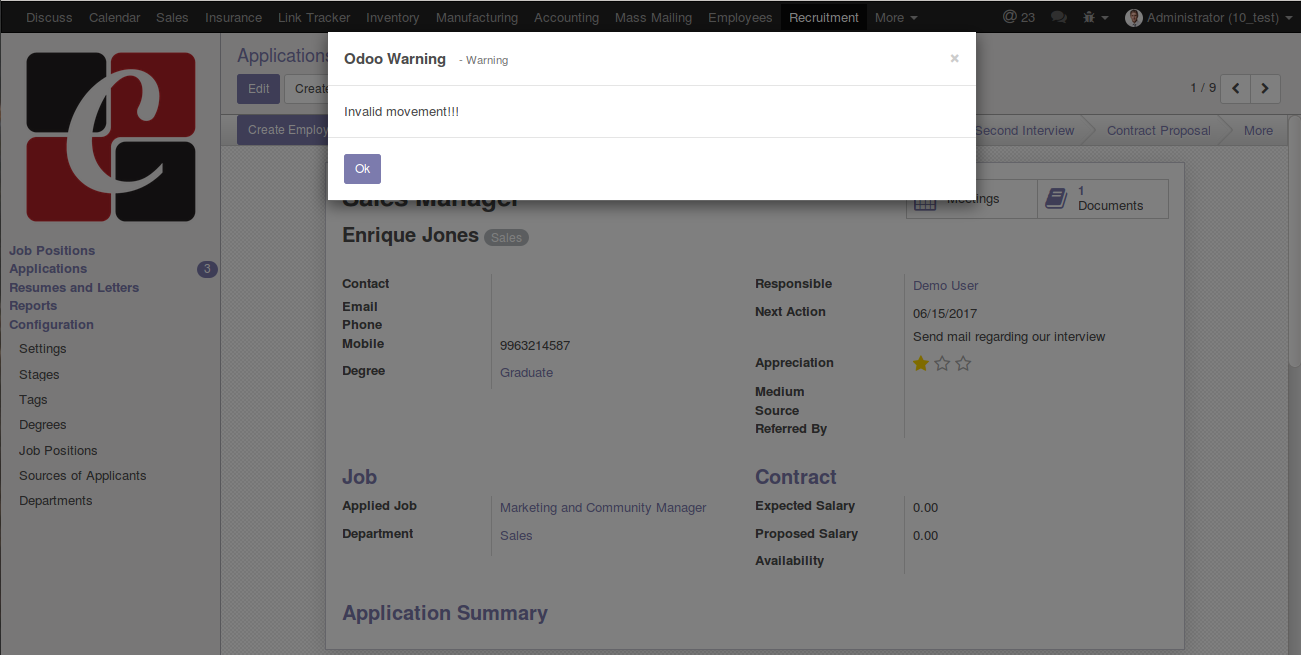 Discuss Calendar Sales Insurance Link Tracker Inventory Manufacturing Accounting Mass Mailing Employees Recruitment More @ 23 Administrator (10_test)
Applications
Edit Create
1 / 9
Create Employ
Second Interview Contract Proposal More
Odoo Warning - Warning ×
Invalid movement!!!
Ok
C
Job Positions
Applications 3
Resumes and Letters
Reports
Configuration
Settings
Stages
Tags
Degrees
Job Positions
Sources of Applicants
Departments
Sales Manager
Meetings
1
Documents
Enrique Jones Sales
Contact
Email
Phone
Mobile 9963214587
Degree Graduate
Responsible Demo User
Next Action 06/15/2017
Send mail regarding our interview
Appreciation
Medium
Source
Referred By
Job
Applied Job Marketing and Community Manager
Department Sales
Contract
Expected Salary 0.00
Proposed Salary 0.00
Availability
Application Summary